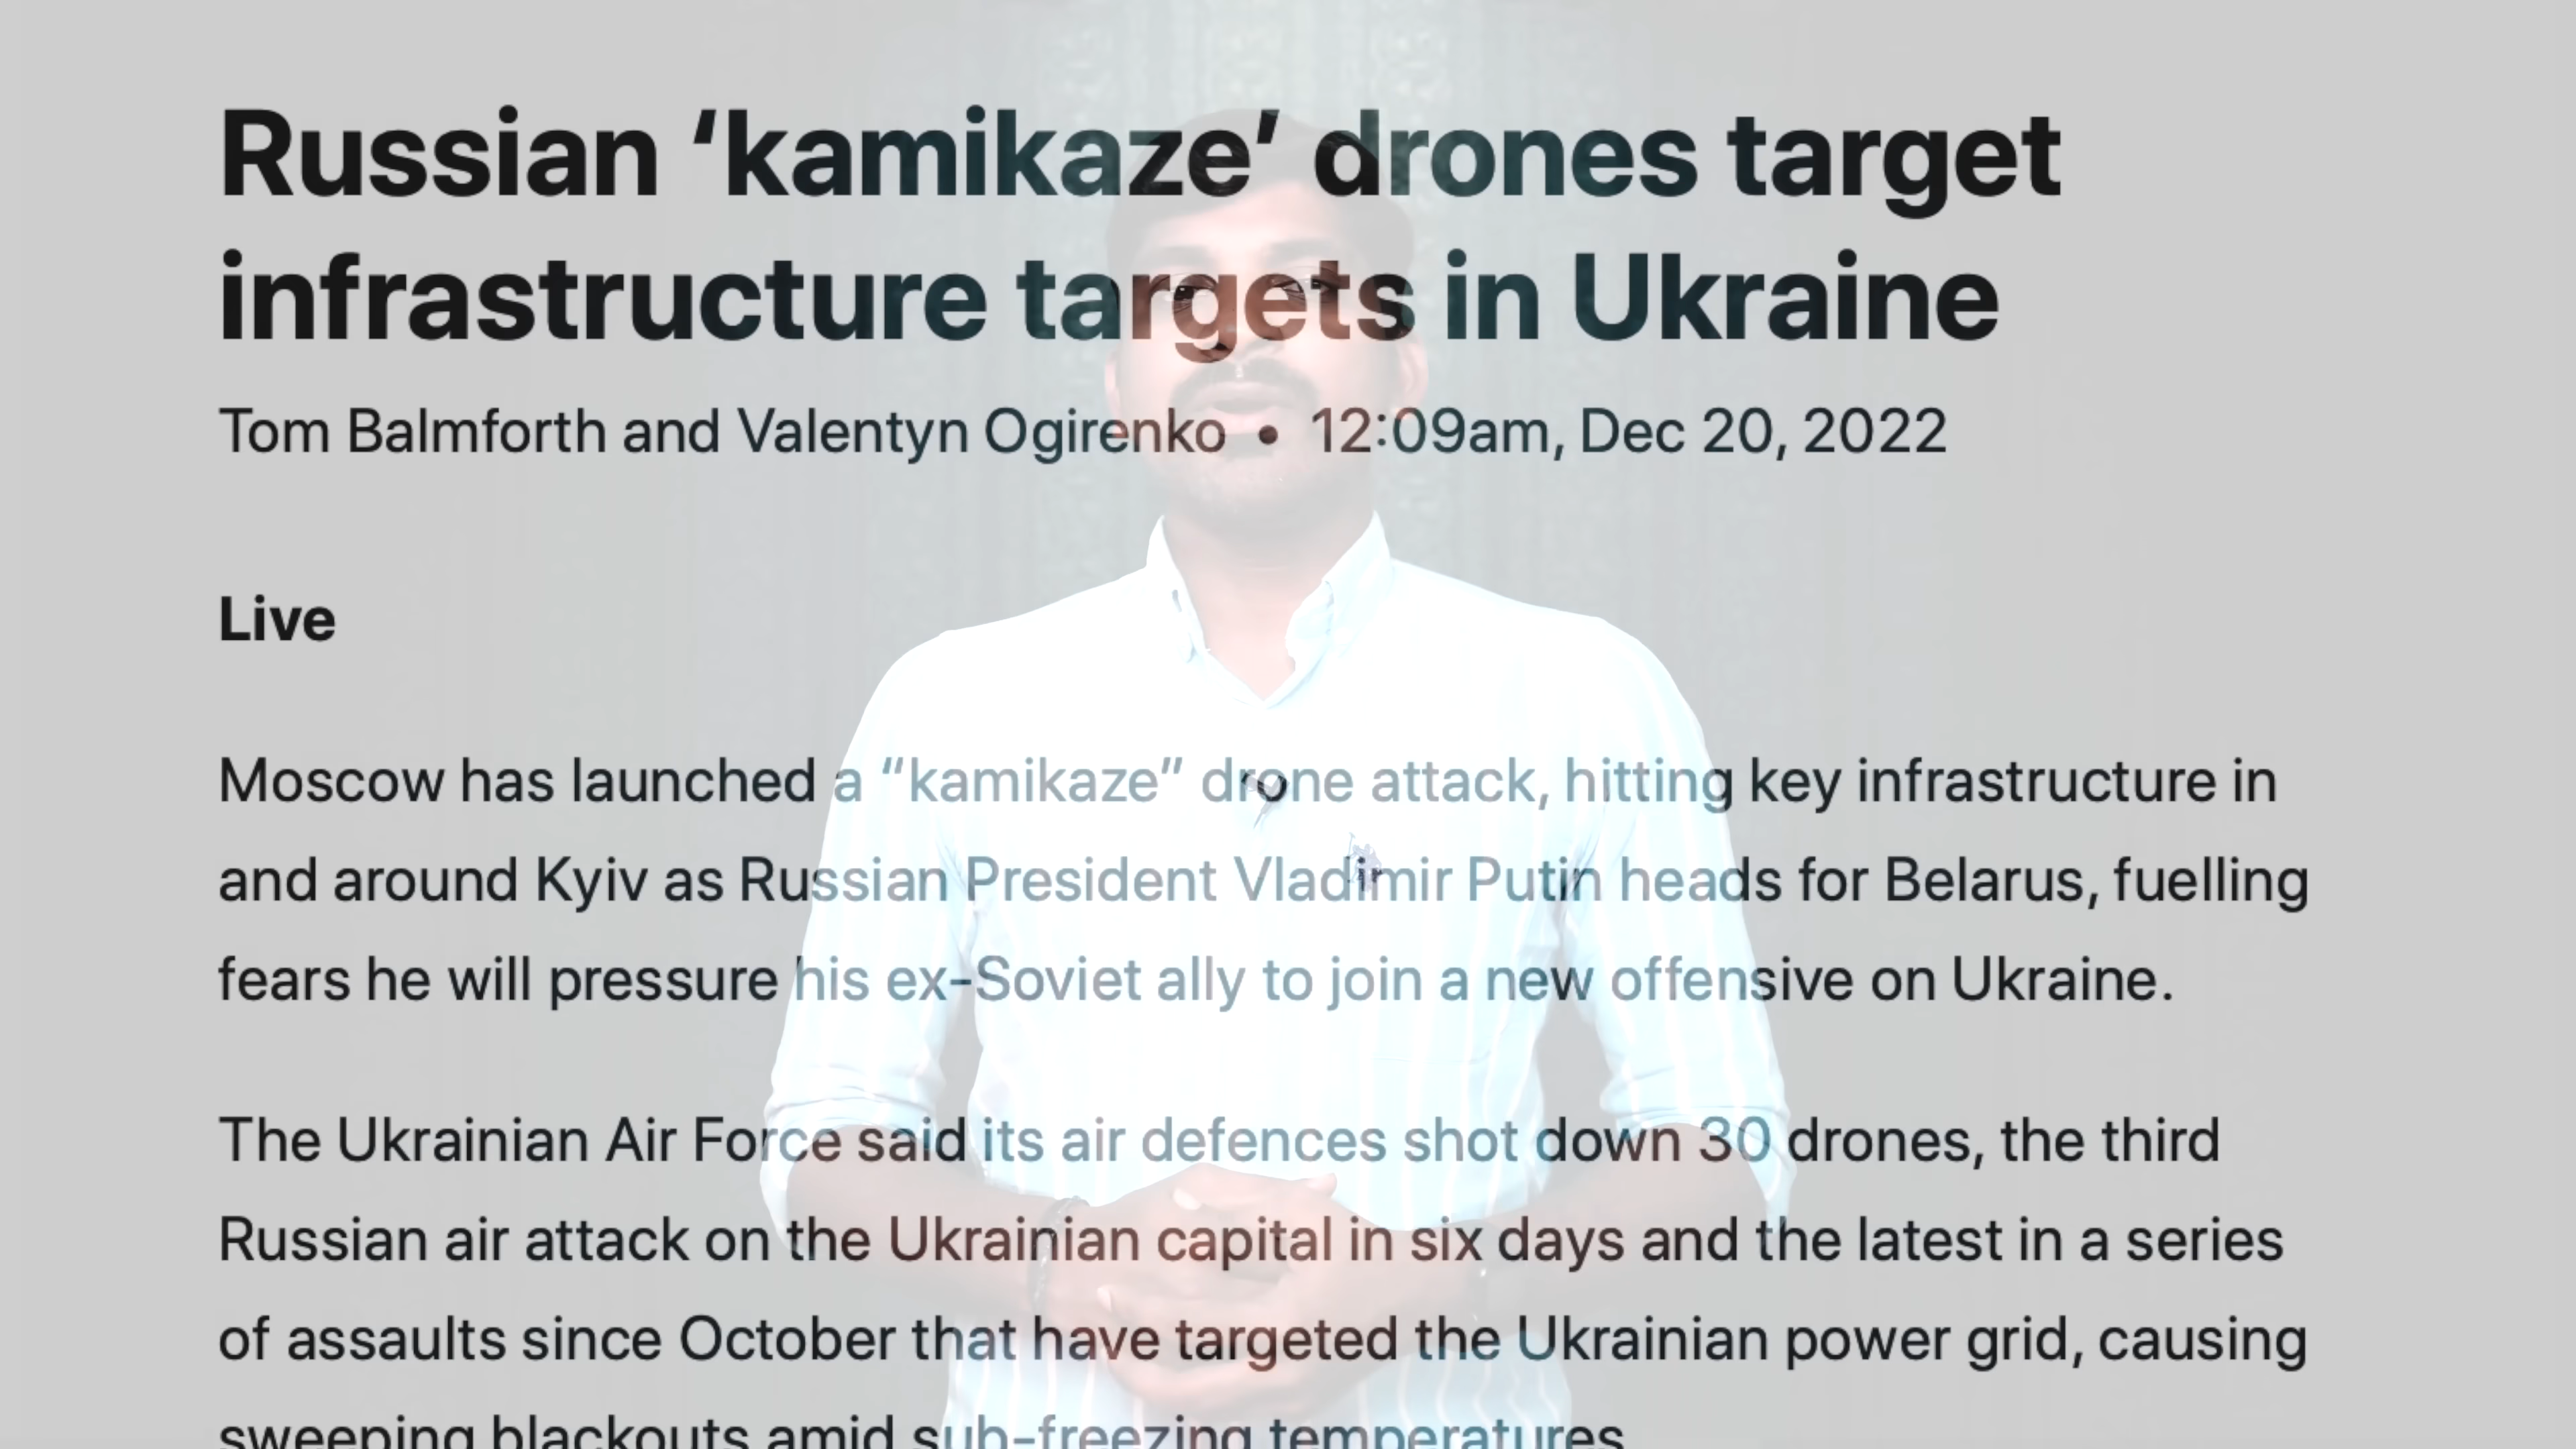 Russian ‘kamikaze’ drones target
infrastructure targets in Ukraine
Tom Balmforth and Valentyn Ogirenko • 12:09am, Dec 20, 2022
Live
Moscow has launched a “kamikaze” drone attack, hitting key infrastructure in
and around Kyiv as Russian President Vladimir Putin heads for Belarus, fuelling
fears he will pressure his ex-Soviet ally to join a new offensive on Ukraine.
The Ukrainian Air Force said its air defences shot down 30 drones, the third
Russian air attack on the Ukrainian capital in six days and the latest in a series
of assaults since October that have targeted the Ukrainian power grid, causing
sweeping blackouts amid sub-freezing temperatures